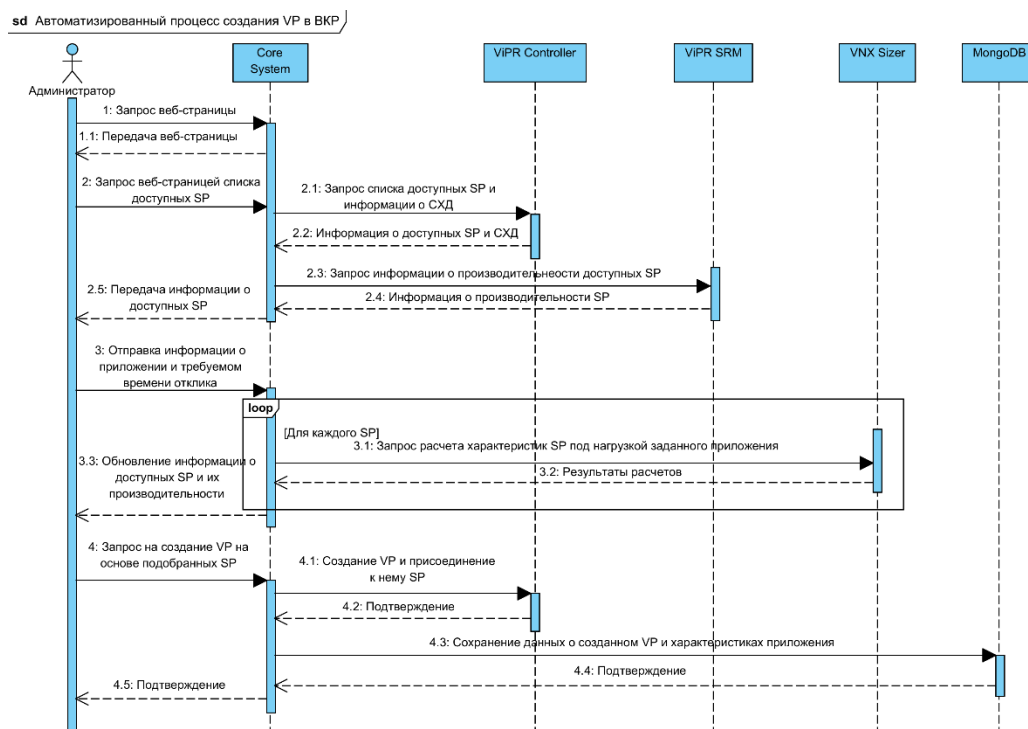 sd Автоматизированный процесс создания VP в ВКР
Администратор
Core
System
ViPR Controller
ViPR SRM
VNX Sizer
MongoDB
1: Запрос веб-страницы
1.1: Передача веб-страницы
2: Запрос веб-страницей списка
доступных SP
2.1: Запрос списка доступных SP и
информации о СХД
2.2: Информация о доступных SP и СХД
2.3: Запрос информации о производительнеости доступных SP
2.4: Информация о производительности SP
2.5: Передача информации о
доступных SP
3: Отправка информации о
приложении и требуемом
времени отклика
loop
[Для каждого SP]
3.1: Запрос расчета характеристик SP под нагрузкой заданного приложения
3.2: Результаты расчетов
3.3: Обновление информации о
доступных SP и их
производительности
4: Запрос на создание VP на
основе подобранных SP
4.1: Создание VP и присоединение
к нему SP
4.2: Подтверждение
4.3: Сохранение данных о созданном VP и характеристиках приложения
4.4: Подтверждение
4.5: Подтверждение